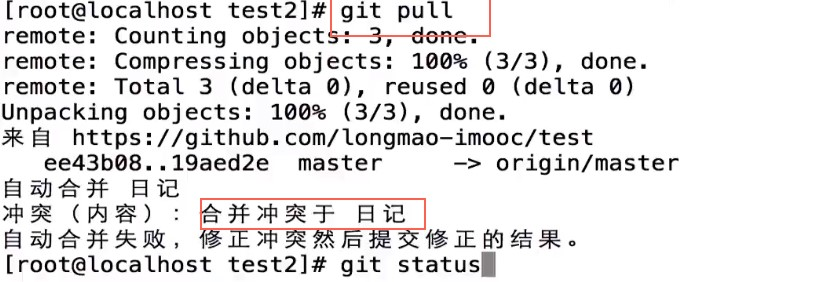 [root@localhost test2]# git pull
remote: Counting objects: 3, done.
remote: Compressing objects: 100% (3/3), done.
remote: Total 3 (delta 0), reused 0 (delta 0)
Unpacking objects: 100% (3/3), done.
来自 https://github.com/longmao-imooc/test
   ee43b08..19aed2e  master     -> origin/master
自动合并 日记
冲突（内容）：合并冲突于 日记
自动合并失败，修正冲突然后提交修正的结果。
[root@localhost test2]# git status